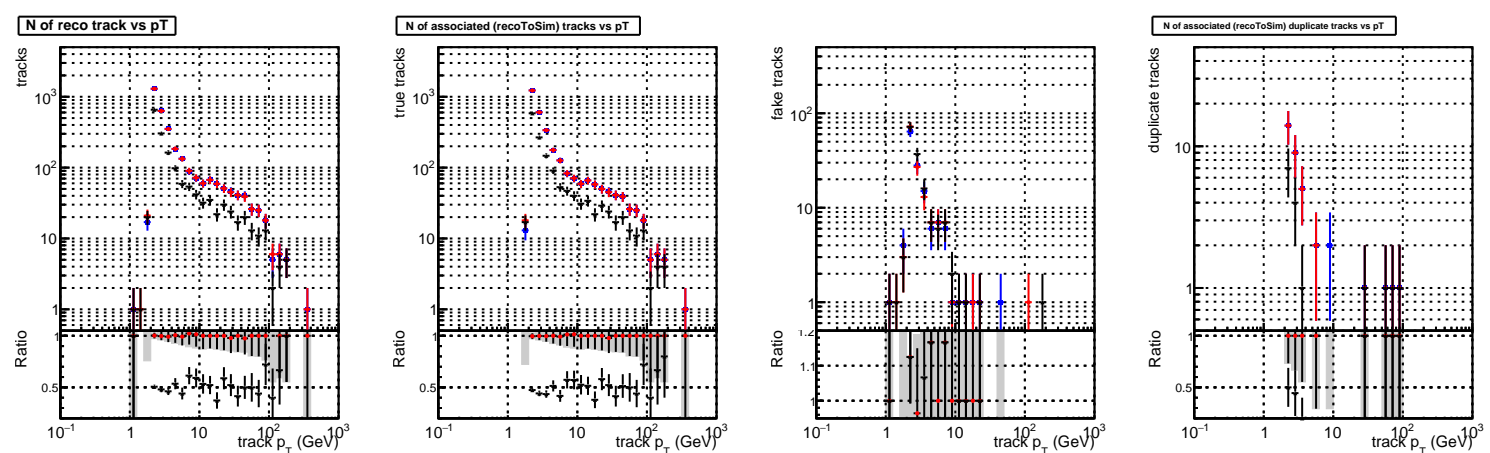 N of reco track vs pT
tracks
10³
10²
10
1
Ratio
1
0.5
10⁻¹
1
10
10²
10³
track p_T (GeV)
N of associated (recoToSim) tracks vs pT
true tracks
10³
10²
10
1
Ratio
1
0.5
10⁻¹
1
10
10²
10³
track p_T (GeV)
fake tracks
10²
10
1
Ratio
1.2
1.1
1
10⁻¹
1
10
10²
10³
track p_T (GeV)
N of associated (recoToSim) duplicate tracks vs pT
duplicate tracks
10
1
Ratio
1
0.5
10⁻¹
1
10
10²
10³
track p_T (GeV)